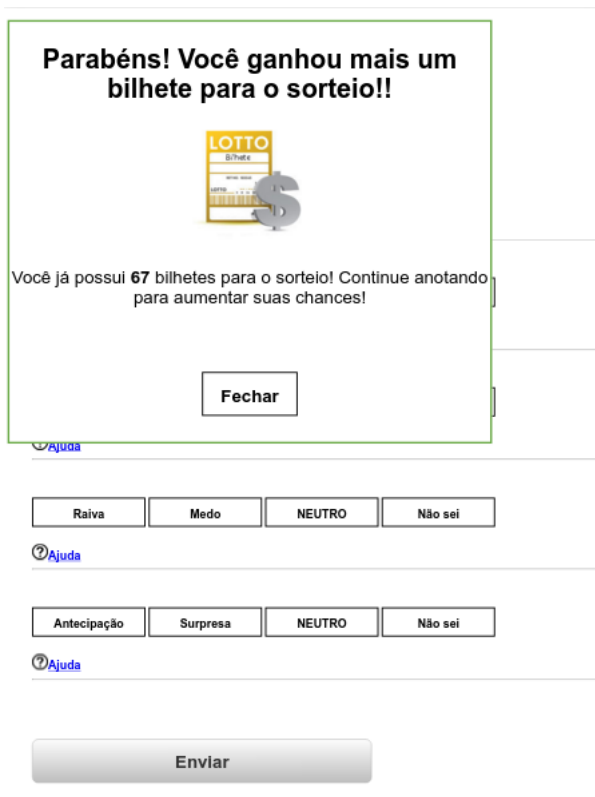 Parabéns! Você ganhou mais um
bilhete para o sorteio!!
LOTTO
Bilhete
Você já possui 67 bilhetes para o sorteio! Continue anotando
para aumentar suas chances!
Fechar
Ajuda
Raiva Medo NEUTRO Não sei
Ajuda
Antecipação Surpresa NEUTRO Não sei
Ajuda
Enviar